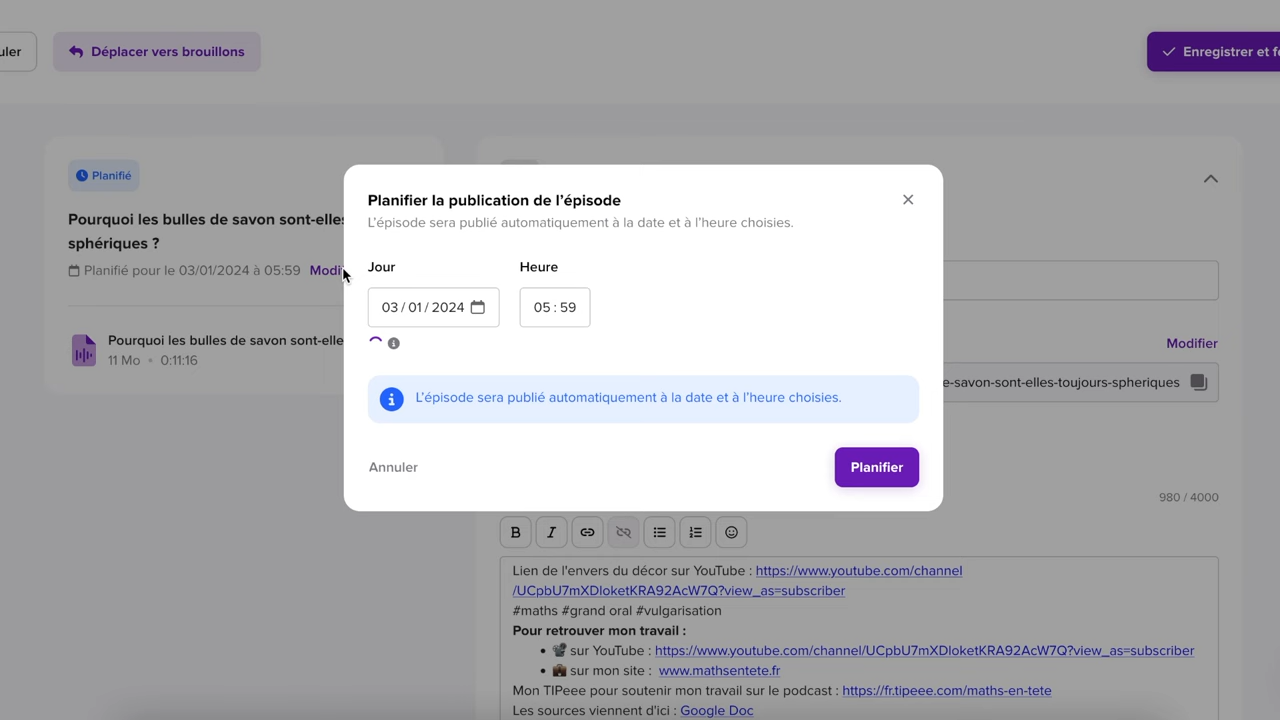 uler
Déplacer vers brouillons
Enregistrer et fe
Planifié
Pourquoi les bulles de savon sont-elles
sphériques ?
Planifié pour le 03/01/2024 à 05:59 Modi
Pourquoi les bulles de savon sont-elle
11 Mo • 0:11:16
Planifier la publication de l'épisode
L'épisode sera publié automatiquement à la date et à l'heure choisies.
Jour Heure
03 / 01 / 2024 05 : 59
L'épisode sera publié automatiquement à la date et à l'heure choisies.
Annuler Planifier
Modifier
e-savon-sont-elles-toujours-spheriques
980 / 4000
B I
Lien de l'envers du décor sur YouTube : https://www.youtube.com/channel
/UCpbU7mXDloketKRA92AcW7Q?view_as=subscriber
#maths #grand oral #vulgarisation
Pour retrouver mon travail :
• 📽 sur YouTube : https://www.youtube.com/channel/UCpbU7mXDloketKRA92AcW7Q?view_as=subscriber
• 💼 sur mon site : www.mathsentete.fr
Mon TIPeee pour soutenir mon travail sur le podcast : https://fr.tipeee.com/maths-en-tete
Les sources viennent d'ici : Google Doc